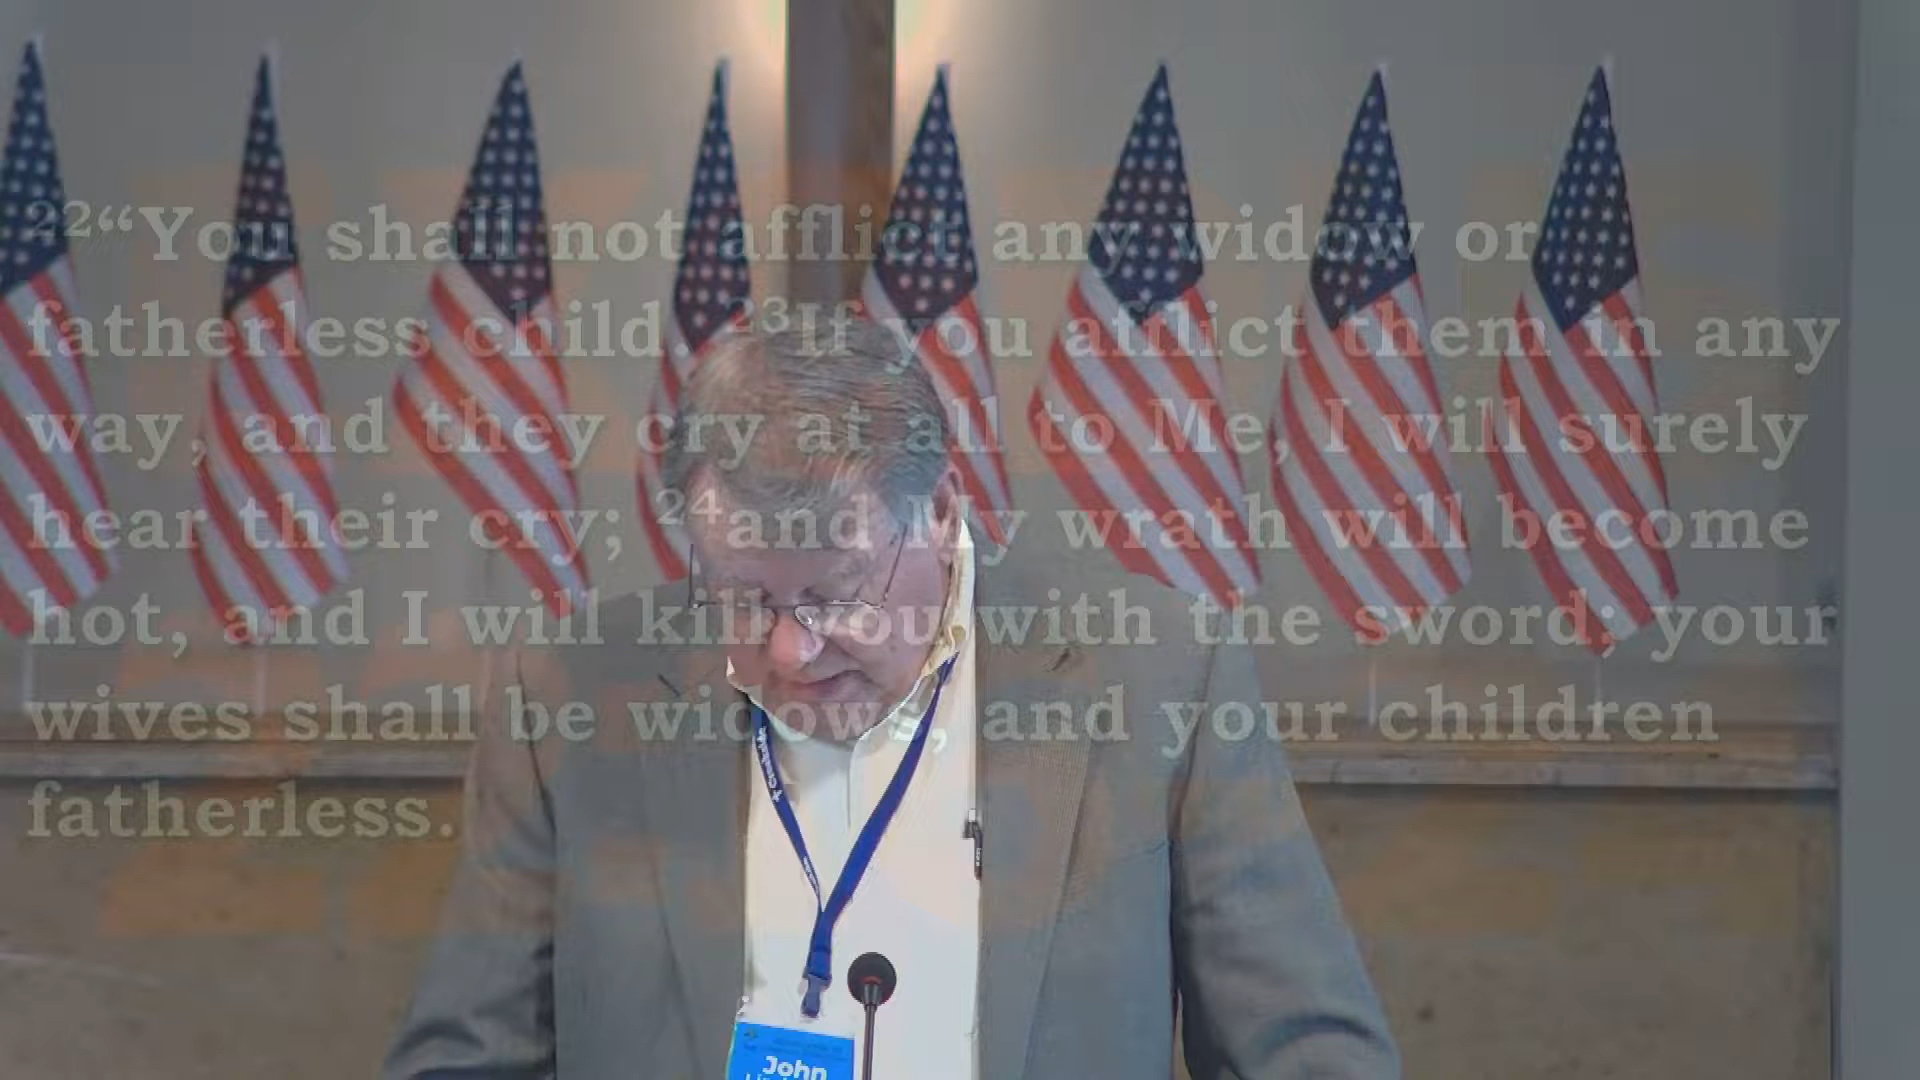 22“You shall not afflict any widow or
fatherless child. 23If you afflict them in any
way, and they cry at all to Me, I will surely
hear their cry; 24and My wrath will become
hot, and I will kill you with the sword; your
wives shall be widows, and your children
fatherless.
John